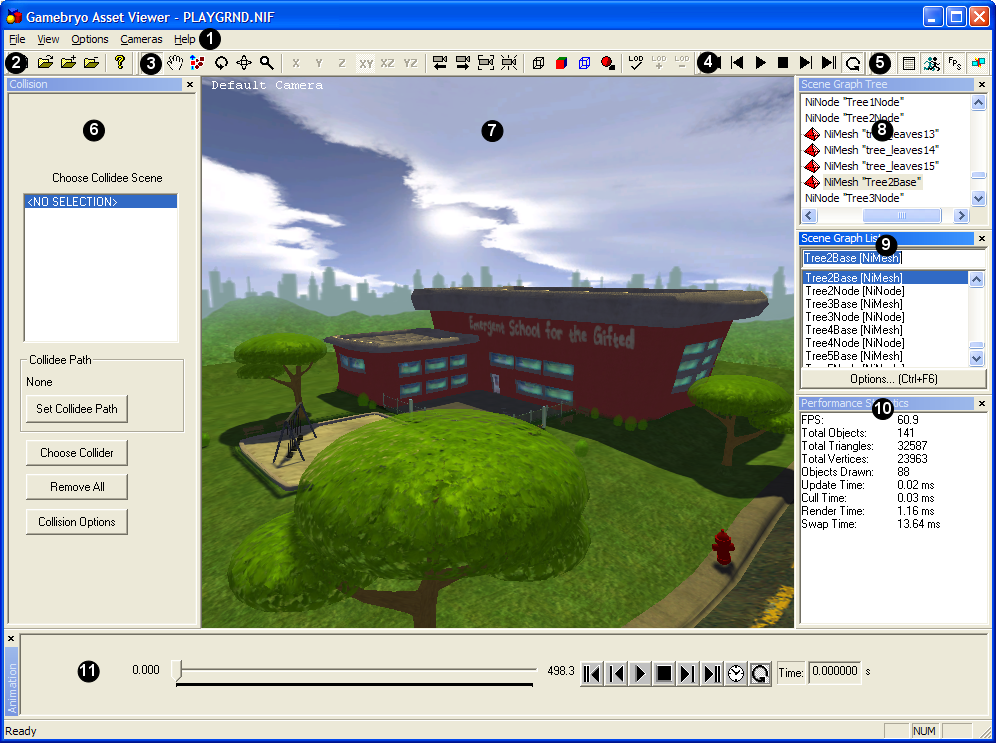 Gamebryo Asset Viewer - PLAYGRND.NIF
File View Options Cameras Help 1
2 ? 3 X Y Z XY XZ YZ LOD LOD LOD 4 5 FPS
Collision
6
Choose Collidee Scene
<NO SELECTION>
Collidee Path
None
Set Collidee Path
Choose Collider
Remove All
Collision Options
Default Camera
7
Emergent School for the Gifted
Scene Graph Tree
NiNode "Tree1Node"
NiNode "Tree2Node"
8
NiMesh "tree_leaves13"
NiMesh "tree_leaves14"
NiMesh "tree_leaves15"
NiMesh "Tree2Base"
NiNode "Tree3Node"
Scene Graph List
9
Tree2Base [NiMesh]
Tree2Base [NiMesh]
Tree2Node [NiNode]
Tree3Base [NiMesh]
Tree3Node [NiNode]
Tree4Base [NiMesh]
Tree4Node [NiNode]
Tree5Base [NiMesh]
Options... (Ctrl+F6)
Performance
10
FPS: 60.9
Total Objects: 141
Total Triangles: 32587
Total Vertices: 23963
Objects Drawn: 88
Update Time: 0.02 ms
Cull Time: 0.03 ms
Render Time: 1.16 ms
Swap Time: 13.64 ms
Animation
11
0.000
498.3
Time: 0.000000 s
Ready
NUM